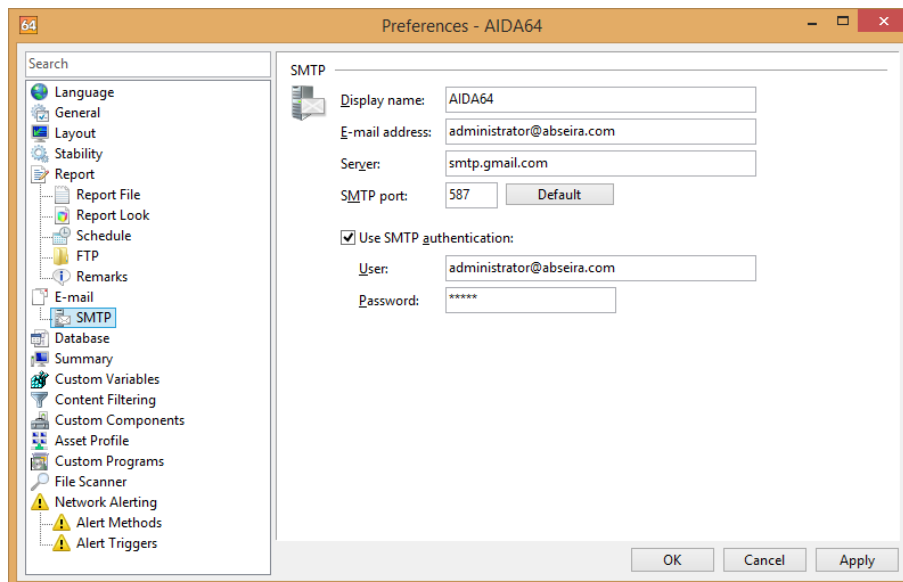 64
Preferences - AIDA64
Search
Language
General
Layout
Stability
Report
Report File
Report Look
Schedule
FTP
Remarks
E-mail
SMTP
Database
Summary
Custom Variables
Content Filtering
Custom Components
Asset Profile
Custom Programs
File Scanner
Network Alerting
Alert Methods
Alert Triggers
SMTP
Display name: AIDA64
E-mail address: administrator@abseira.com
Server: smtp.gmail.com
SMTP port: 587 Default
Use SMTP authentication:
User: administrator@abseira.com
Password: *****
OK Cancel Apply